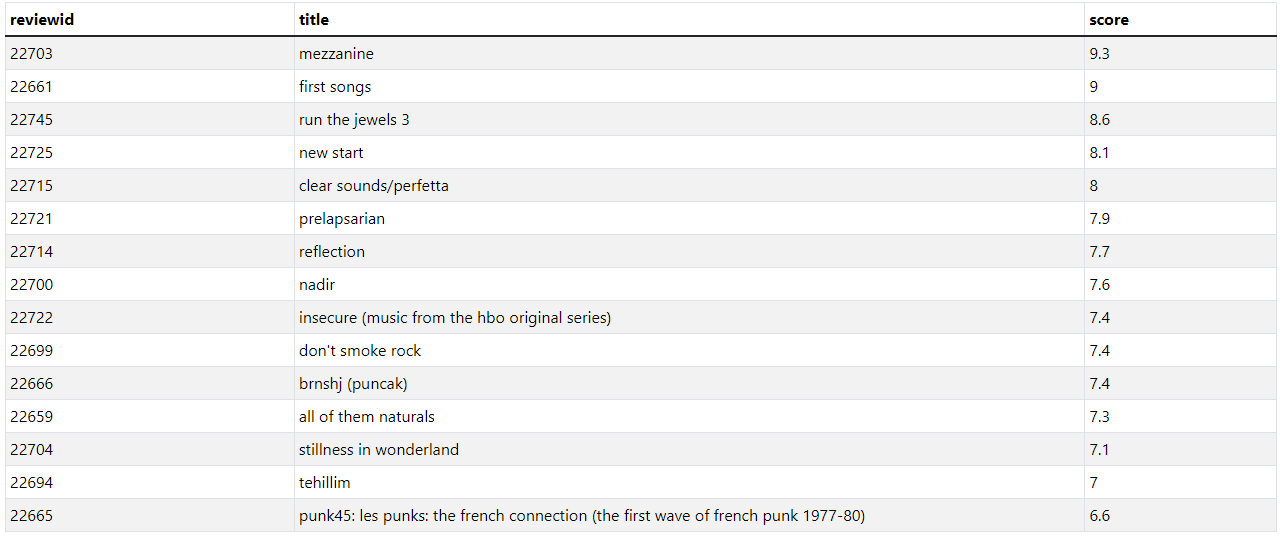 reviewid title score
22703 mezzanine 9.3
22661 first songs 9
22745 run the jewels 3 8.6
22725 new start 8.1
22715 clear sounds/perfetta 8
22721 prelapsarian 7.9
22714 reflection 7.7
22700 nadir 7.6
22722 insecure (music from the hbo original series) 7.4
22699 don't smoke rock 7.4
22666 brnshj (puncak) 7.4
22659 all of them naturals 7.3
22704 stillness in wonderland 7.1
22694 tehillim 7
22665 punk45: les punks: the french connection (the first wave of french punk 1977-80) 6.6